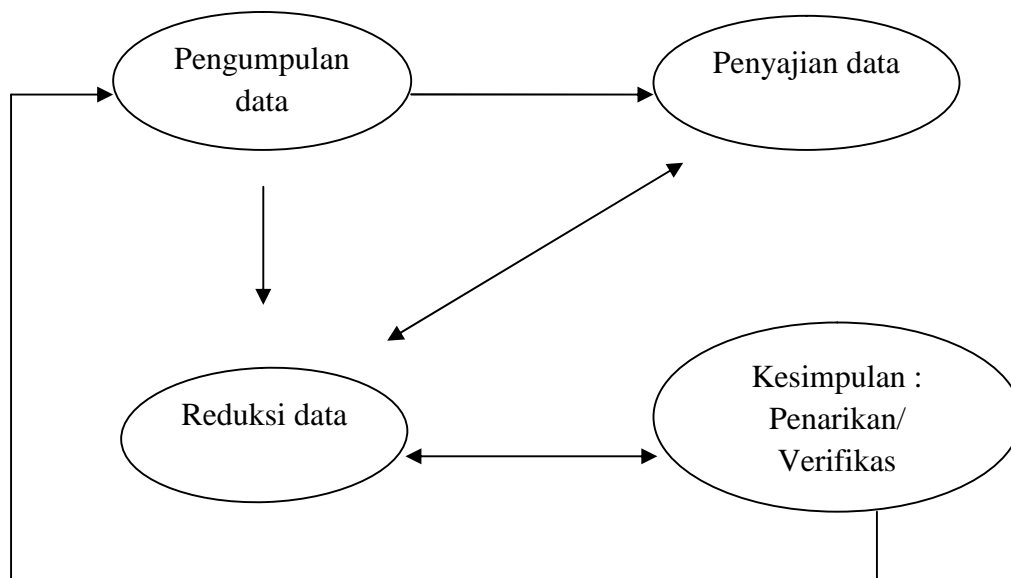 Pengumpulan
data
Penyajian data
Reduksi data
Kesimpulan :
Penarikan/
Verifikas